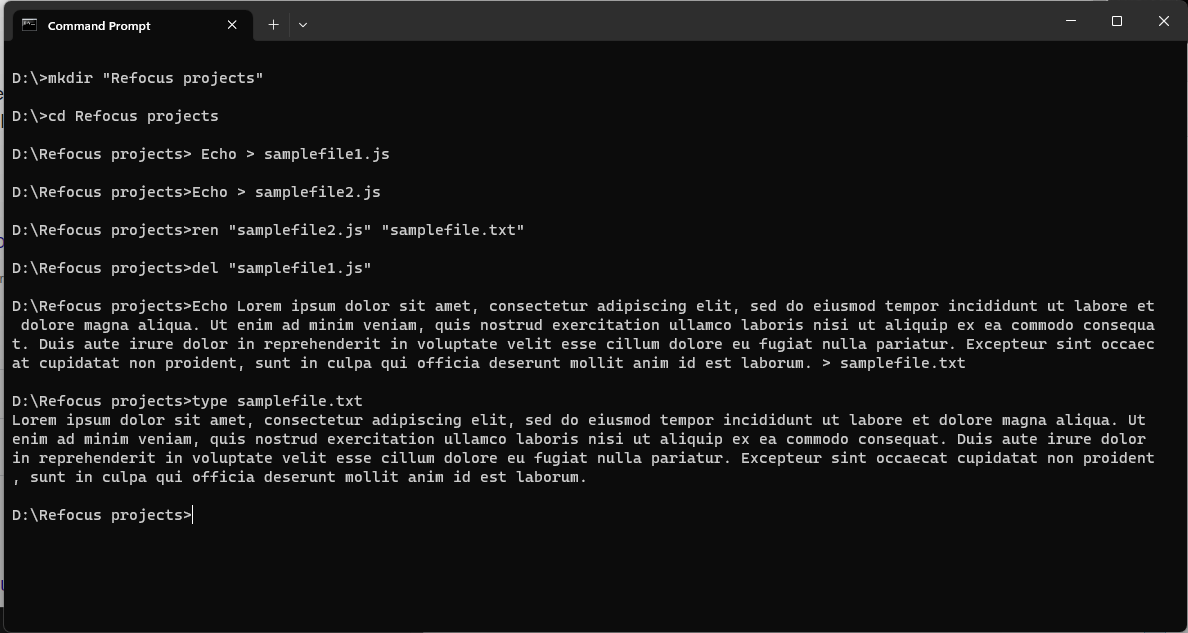 Command Prompt
D:\>mkdir "Refocus projects"
D:\>cd Refocus projects
D:\Refocus projects> Echo > samplefile1.js
D:\Refocus projects>Echo > samplefile2.js
D:\Refocus projects>ren "samplefile2.js" "samplefile.txt"
D:\Refocus projects>del "samplefile1.js"
D:\Refocus projects>Echo Lorem ipsum dolor sit amet, consectetur adipiscing elit, sed do eiusmod tempor incididunt ut labore et
 dolore magna aliqua. Ut enim ad minim veniam, quis nostrud exercitation ullamco laboris nisi ut aliquip ex ea commodo consequa
t. Duis aute irure dolor in reprehenderit in voluptate velit esse cillum dolore eu fugiat nulla pariatur. Excepteur sint occaec
at cupidatat non proident, sunt in culpa qui officia deserunt mollit anim id est laborum. > samplefile.txt
D:\Refocus projects>type samplefile.txt
Lorem ipsum dolor sit amet, consectetur adipiscing elit, sed do eiusmod tempor incididunt ut labore et dolore magna aliqua. Ut
enim ad minim veniam, quis nostrud exercitation ullamco laboris nisi ut aliquip ex ea commodo consequat. Duis aute irure dolor
in reprehenderit in voluptate velit esse cillum dolore eu fugiat nulla pariatur. Excepteur sint occaecat cupidatat non proident
, sunt in culpa qui officia deserunt mollit anim id est laborum.
D:\Refocus projects>